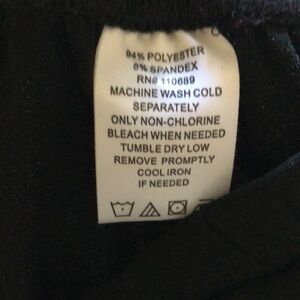 94% POLYESTER
6% SPANDEX
RN# 110689
MACHINE WASH COLD
SEPARATELY
ONLY NON-CHLORINE
BLEACH WHEN NEEDED
TUMBLE DRY LOW
REMOVE PROMPTLY
COOL IRON
IF NEEDED